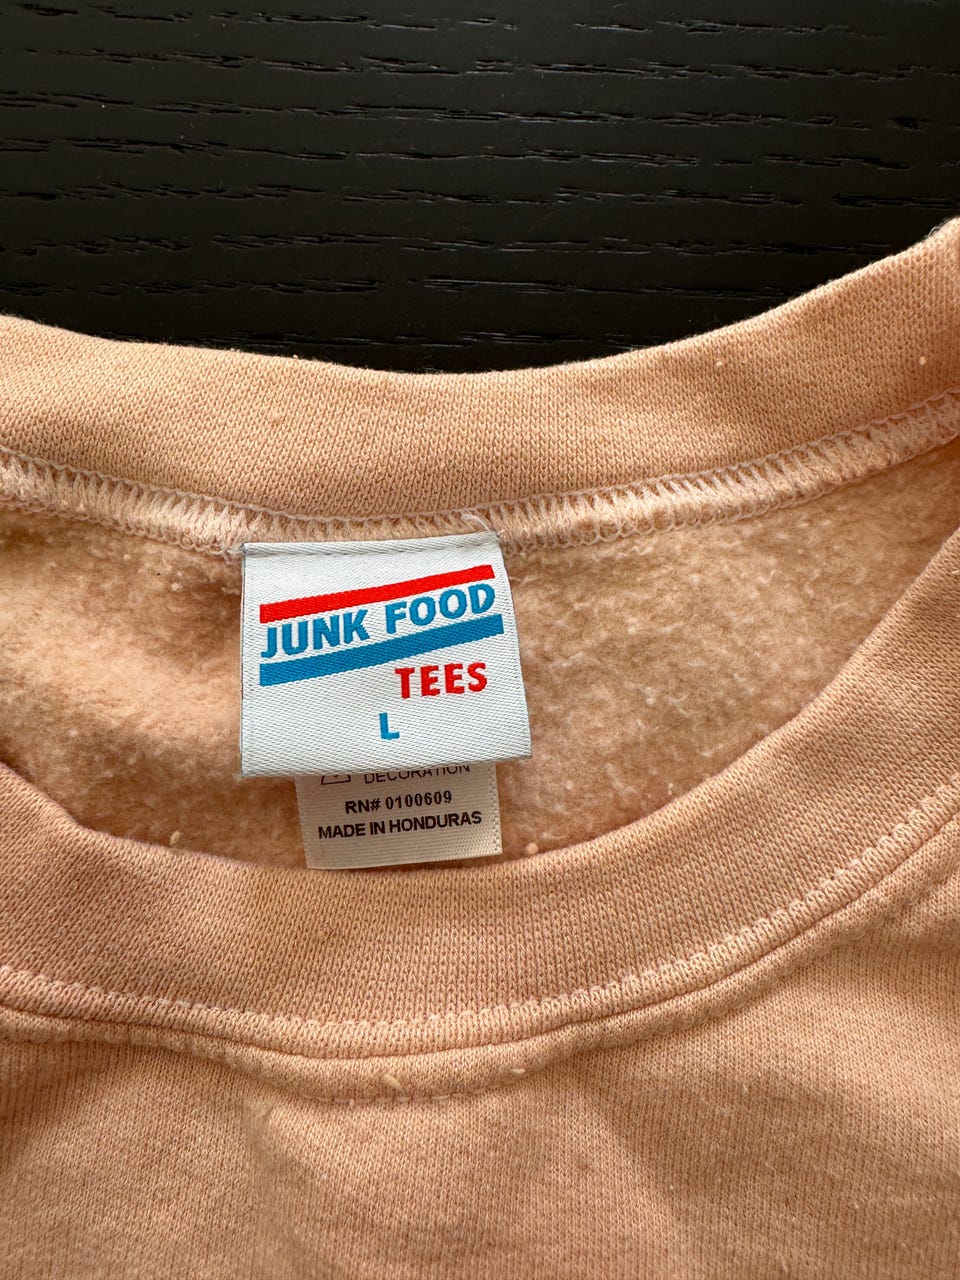 JUNK FOOD
TEES
L
DECORATION
RN# 0100609
MADE IN HONDURAS